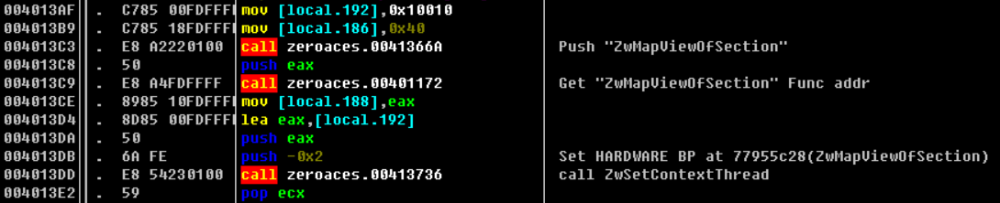 004013AF . C785 00FDFFFF mov [local.192],0x10010
004013B9 . C785 18FDFFFF mov [local.186],0x40
004013C3 . E8 A2220100 call zeroaces.0041366A Push "ZwMapViewOfSection"
004013C8 . 50 push eax
004013C9 . E8 A4FDFFFF call zeroaces.00401172 Get "ZwMapViewOfSection" Func addr
004013CE . 8985 10FDFFFF mov [local.188],eax
004013D4 . 8D85 00FDFFFF lea eax,[local.192]
004013DA . 50 push eax
004013DB . 6A FE push -0x2 Set HARDWARE BP at 77955c28(ZwMapViewOfSection)
004013DD . E8 54230100 call zeroaces.00413736 call ZwSetContextThread
004013E2 . 59 pop ecx